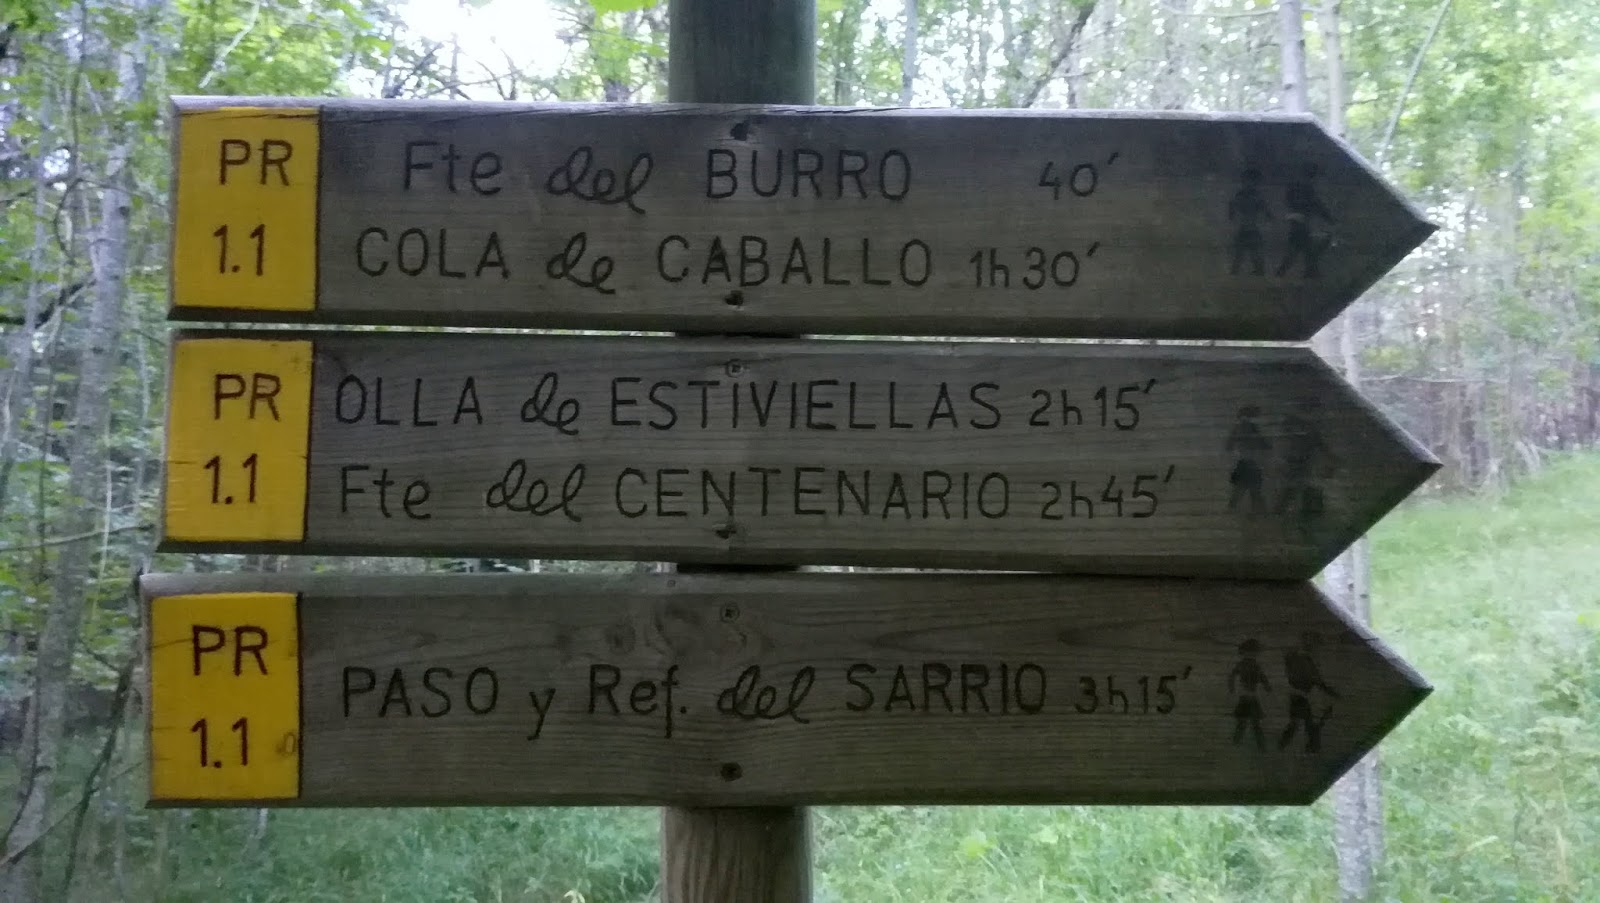 PR Fte del BURRO 40´
1.1 COLA de CABALLO 1h30´
PR OLLA de ESTIVIELLAS 2h15´
1.1 Fte del CENTENARIO 2h45´
PR
1.1 PASO y Ref. del SARRIO 3h15´